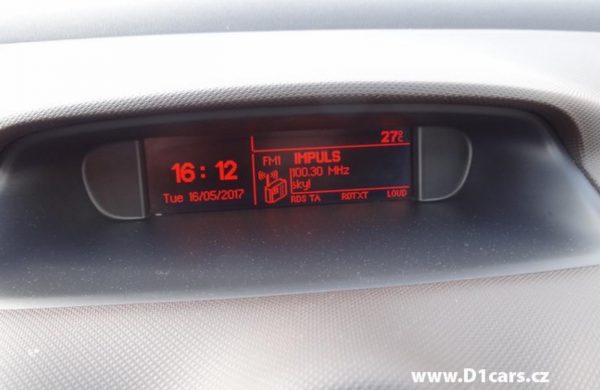 16:12
Tue 16/05/2017
27°C
FM1 IMPULS
100.30 MHz
sky!
RDS TA RDTXT LOUD
www.D1cars.cz